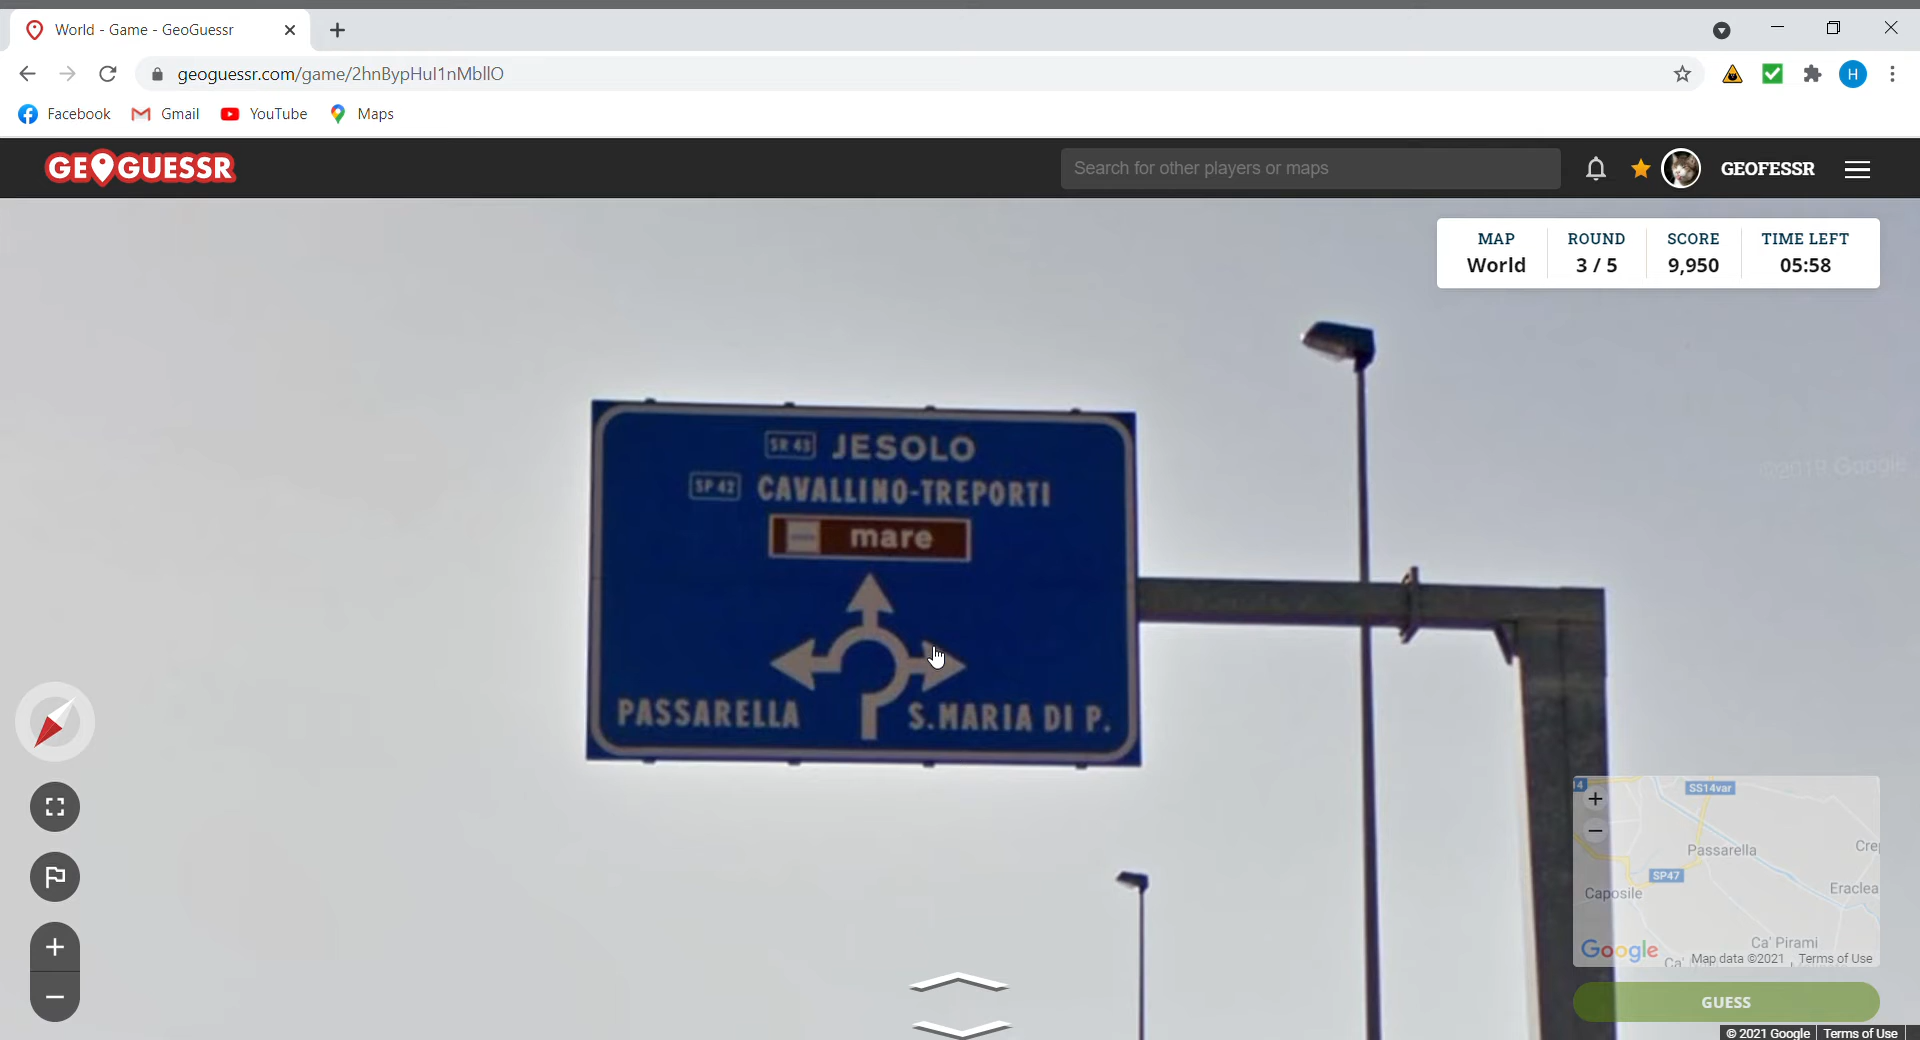 World - Game - GeoGuessr
geoguessr.com/game/2hnBypHul1nMbllO
H
Facebook
Gmail
YouTube
Maps
GEOGUESSR
Search for other players or maps
GEOFESSR
MAP ROUND SCORE TIME LEFT
World 3 / 5 9,950 05:58
©2019 Google
SR 43 JESOLO
SP 42 CAVALLINO-TREPORTI
mare
PASSARELLA S.MARIA DI P.
14 SS14var
Passarella
SP47
Eraclea
Caposile
Ca' Pirami
Google
Map data ©2021 Terms of Use
GUESS
© 2021 Google Terms of Use